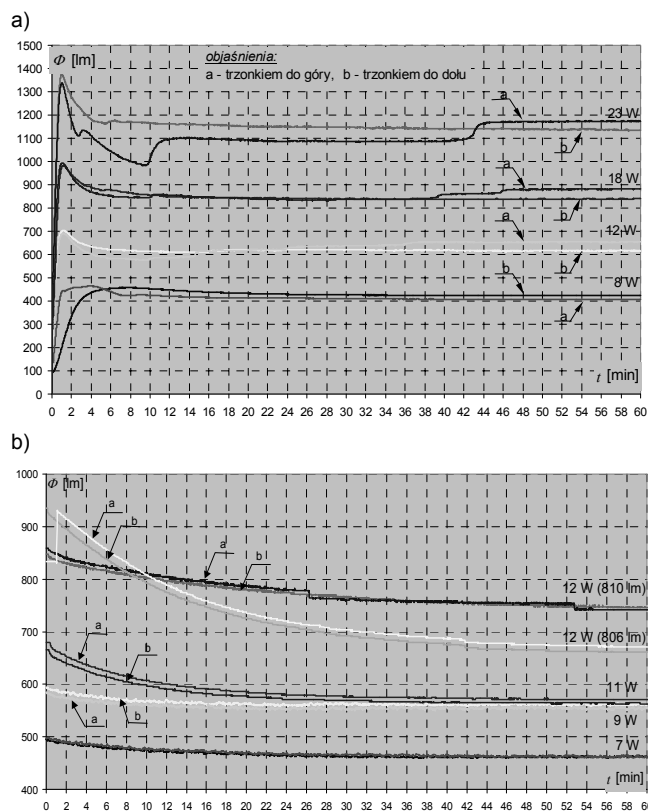 a)
Φ [lm]
objaśnienia:
a - trzonkiem do góry, b - trzonkiem do dołu
1500
1400
1300
1200
1100
1000
900
800
700
600
500
400
300
200
100
0
a
23 W
b
a
18 W
b
a
12 W
b
b
8 W
a
t [min]
0 2 4 6 8 10 12 14 16 18 20 22 24 26 28 30 32 34 36 38 40 42 44 46 48 50 52 54 56 58 60
b)
Φ [lm]
1000
900
800
700
600
500
400
a
b
a
b
12 W (810 lm)
12 W (806 lm)
a
b
11 W
a
b
9 W
7 W
t [min]
0 2 4 6 8 10 12 14 16 18 20 22 24 26 28 30 32 34 36 38 40 42 44 46 48 50 52 54 56 58 60